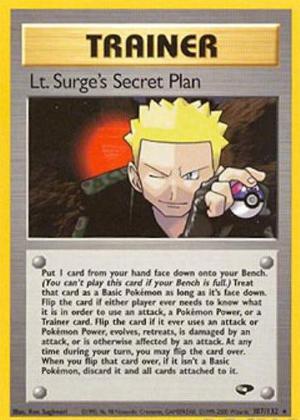 TRAINER
Lt. Surge's Secret Plan
Put 1 card from your hand face down onto your Bench.
(You can't play this card if your Bench is full.) Treat
that card as a Basic Pokémon as long as it's face down.
Flip the card if either player ever needs to know what
it is in order to use an attack, a Pokémon Power, or a
Trainer card. Flip the card if it ever uses an attack or
Pokémon Power, evolves, retreats, is damaged by an
attack, or is otherwise affected by an attack. At any
time during your turn, you may flip the card over.
When you flip that card over, if it isn't a Basic
Pokémon, discard it and all cards attached to it.
Illus. Ken Sugimori